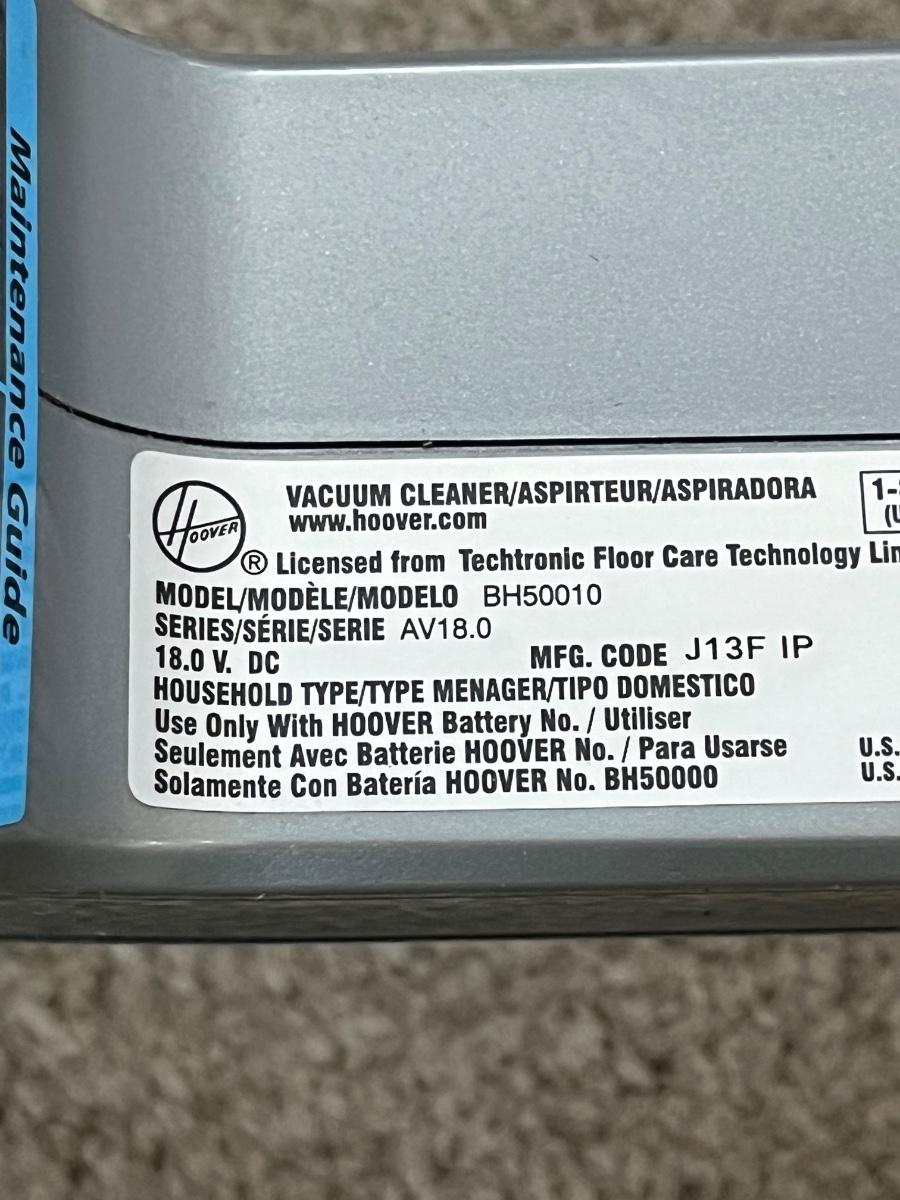 Maintenance Guide
HOOVER
VACUUM CLEANER/ASPIRTEUR/ASPIRADORA
www.hoover.com
® Licensed from Techtronic Floor Care Technology
MODEL/MODÈLE/MODELO BH50010
SERIES/SÉRIE/SERIE AV18.0
18.0 V. DC MFG. CODE J13F IP
HOUSEHOLD TYPE/TYPE MENAGER/TIPO DOMESTICO
Use Only With HOOVER Battery No. / Utiliser
Seulement Avec Batterie HOOVER No. / Para Usarse
Solamente Con Batería HOOVER No. BH50000
U.S.
U.S.